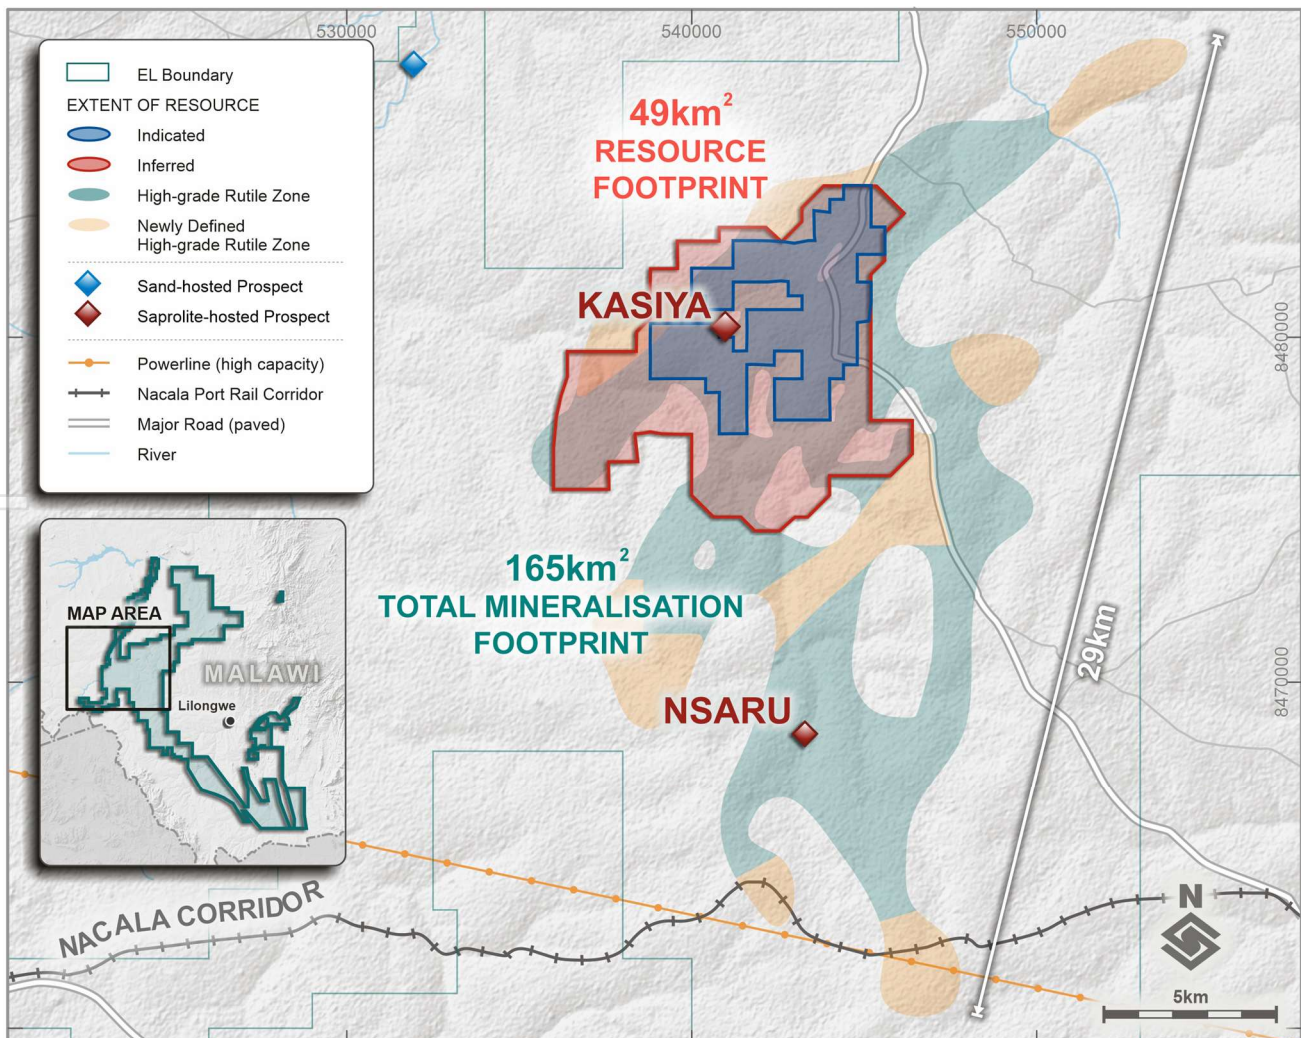 530000
540000
550000
EL Boundary
EXTENT OF RESOURCE
Indicated
Inferred
High-grade Rutile Zone
Newly Defined
High-grade Rutile Zone
Sand-hosted Prospect
Saprolite-hosted Prospect
Powerline (high capacity)
Nacala Port Rail Corridor
Major Road (paved)
River
49km²
RESOURCE
FOOTPRINT
KASIYA
8480000
165km²
TOTAL MINERALISATION
FOOTPRINT
MAP AREA
MALAWI
Lilongwe
29km
NSARU
8470000
NACALA CORRIDOR
N
5km